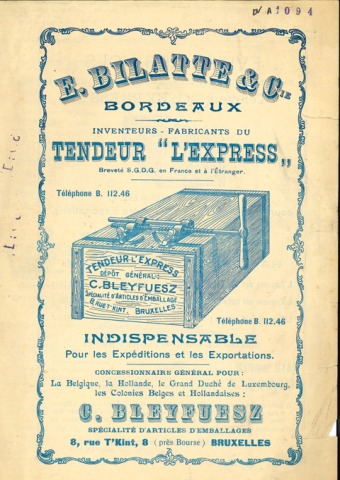 D/A1094
E. BILATTE & Cie
BORDEAUX
INVENTEURS - FABRICANTS DU
TENDEUR "L'EXPRESS„
Breveté S.G.D.G. en France et à l'Étranger.
Téléphone B. 112.46
TENDEUR L'EXPRESS
DÉPÔT GÉNÉRAL:
C. BLEYFUESZ
SPÉCIALITÉ D'ARTICLES D'EMBALLAGE
8, RUE T'KINT, BRUXELLES
Téléphone B. 112.46
INDISPENSABLE
Pour les Expéditions et les Exportations.
CONCESSIONNAIRE GÉNÉRAL POUR :
La Belgique, la Hollande, le Grand Duché de Luxembourg,
les Colonies Belges et Hollandaises :
C. BLEYFUESZ
SPÉCIALITÉ D'ARTICLES D'EMBALLAGES
8, rue T'Kint, 8 (près Bourse) BRUXELLES